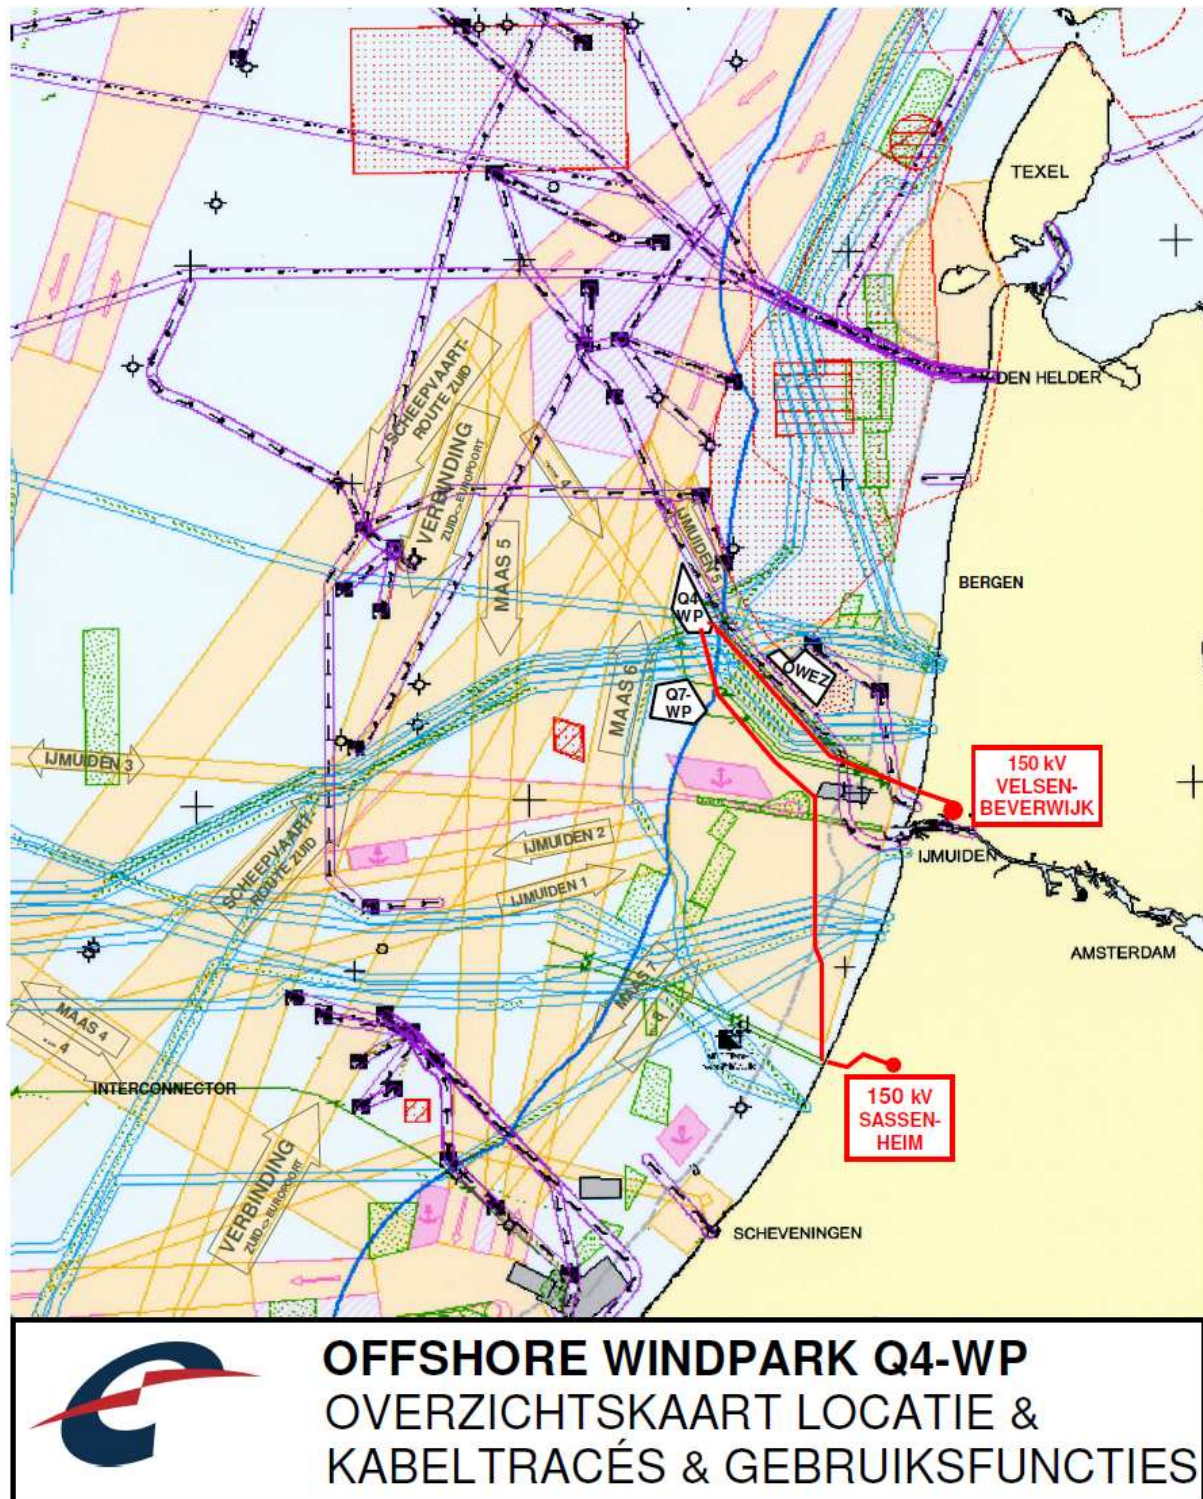 TEXEL
DEN HELDER
SCHEEPVAART-
ROUTE ZUID
VERBINDING
ZUID<->EUROPOORT
... 4
MAAS 5
IJMUIDEN 5
BERGEN
Q4
WP
OWEZ
MAAS 6
Q7-
WP
IJMUIDEN 3
150 kV
VELSEN-
BEVERWIJK
IJMUIDEN 2
IJMUIDEN
SCHEEPVAART-
ROUTE ZUID
IJMUIDEN 1
AMSTERDAM
MAAS 7
... 8
MAAS 4
... 4
INTERCONNECTOR
150 kV
SASSEN-
HEIM
VERBINDING
ZUID<->EUROPOORT
SCHEVENINGEN
OFFSHORE WINDPARK Q4-WP
OVERZICHTSKAART LOCATIE &
KABELTRACÉS & GEBRUIKSFUNCTIES